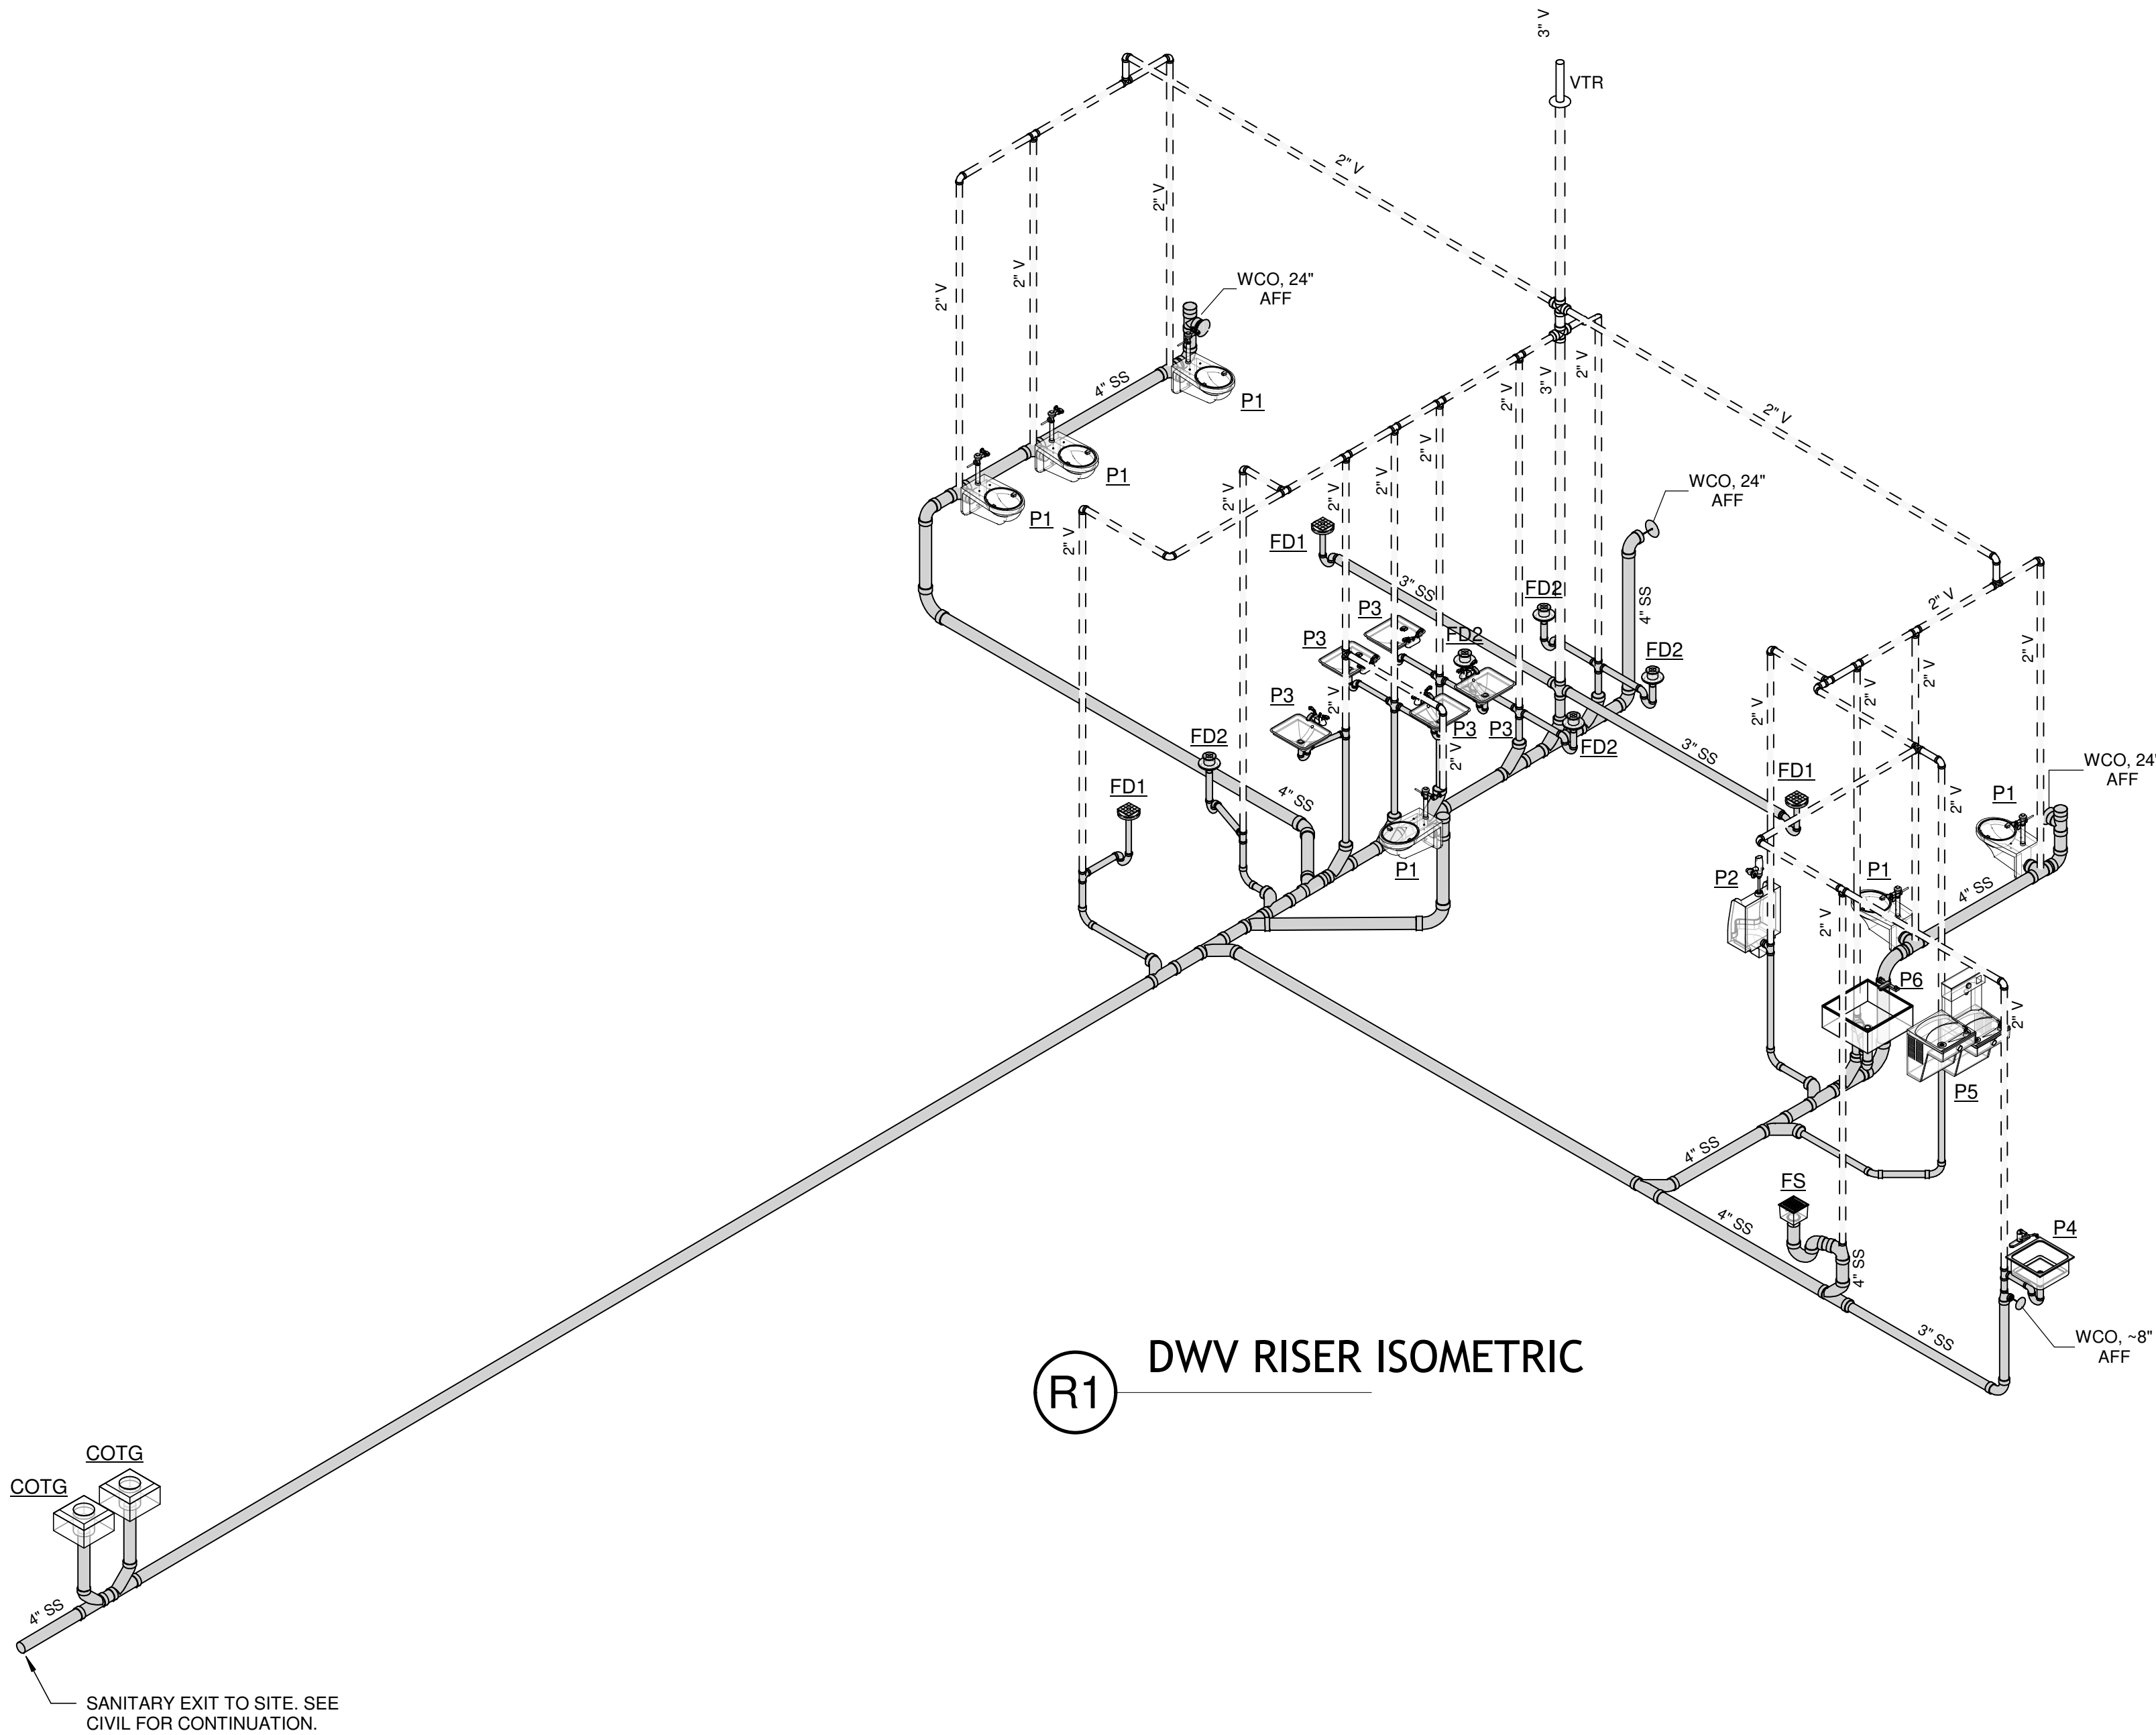 3" V
VTR
2" V
2" V
2" V
2" V
WCO, 24"
AFF
4" SS
P1
P1
P1
2" V
3" V
2" V
2" V
2" V
2" V
2" V
2" V
2" V
WCO, 24"
AFF
FD1
3" SS
FD2
4" SS
P3
P3
FD2
FD2
P3
2" V
P3
P3
FD2
2" V
3" SS
2" V
2" V
2" V
2" V
2" V
FD2
4" SS
FD1
FD1
WCO, 24"
AFF
2" V
P1
P1
P2
P1
4" SS
2" V
P6
2" V
P5
4" SS
FS
4" SS
4" SS
P4
3" SS
WCO, ~8"
AFF
R1
DWV RISER ISOMETRIC
COTG
COTG
4" SS
SANITARY EXIT TO SITE. SEE
CIVIL FOR CONTINUATION.